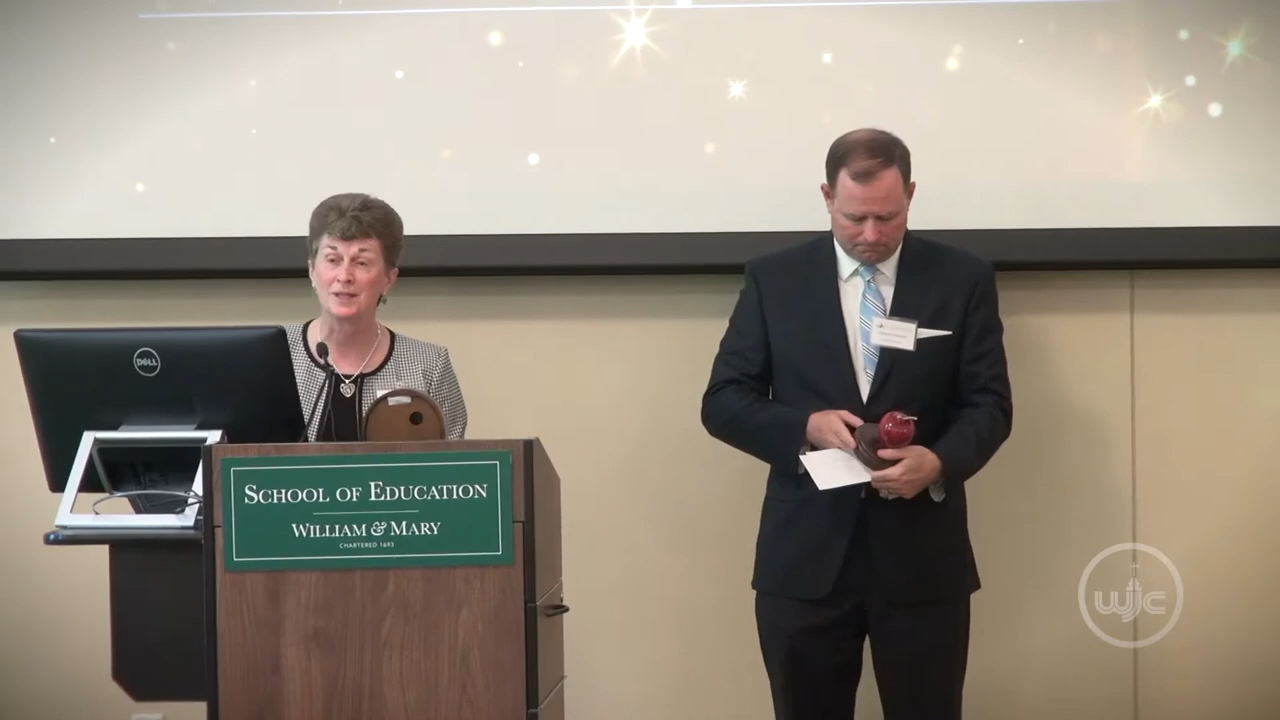 DELL
SCHOOL OF EDUCATION
WILLIAM & MARY
CHARTERED 1693
wjc